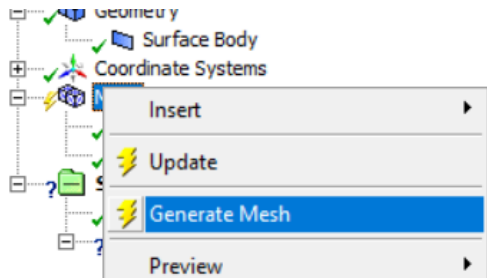 Geometry
Surface Body
Coordinate Systems
Insert
Update
Generate Mesh
Preview